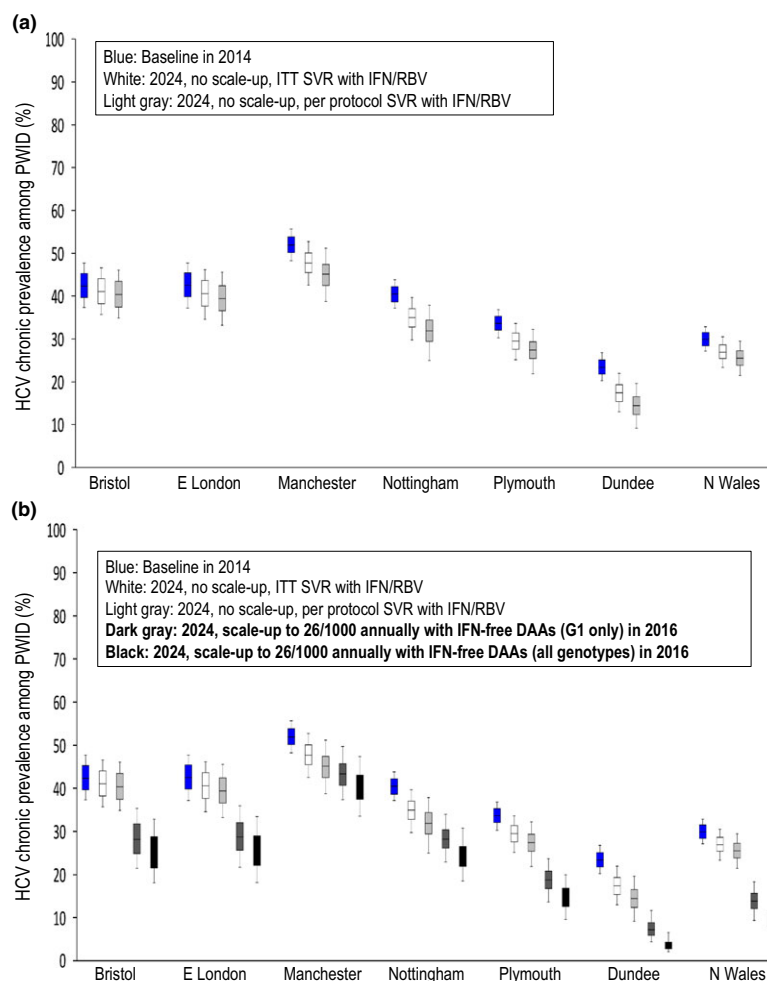 (a)
100
90
80
70
60
50
40
30
20
10
0
HCV chronic prevalence among PWID (%)
Blue: Baseline in 2014
White: 2024, no scale-up, ITT SVR with IFN/RBV
Light gray: 2024, no scale-up, per protocol SVR with IFN/RBV
Bristol E London Manchester Nottingham Plymouth Dundee N Wales
(b)
100
90
80
70
60
50
40
30
20
10
0
HCV chronic prevalence among PWID (%)
Blue: Baseline in 2014
White: 2024, no scale-up, ITT SVR with IFN/RBV
Light gray: 2024, no scale-up, per protocol SVR with IFN/RBV
Dark gray: 2024, scale-up to 26/1000 annually with IFN-free DAAs (G1 only) in 2016
Black: 2024, scale-up to 26/1000 annually with IFN-free DAAs (all genotypes) in 2016
Bristol E London Manchester Nottingham Plymouth Dundee N Wales